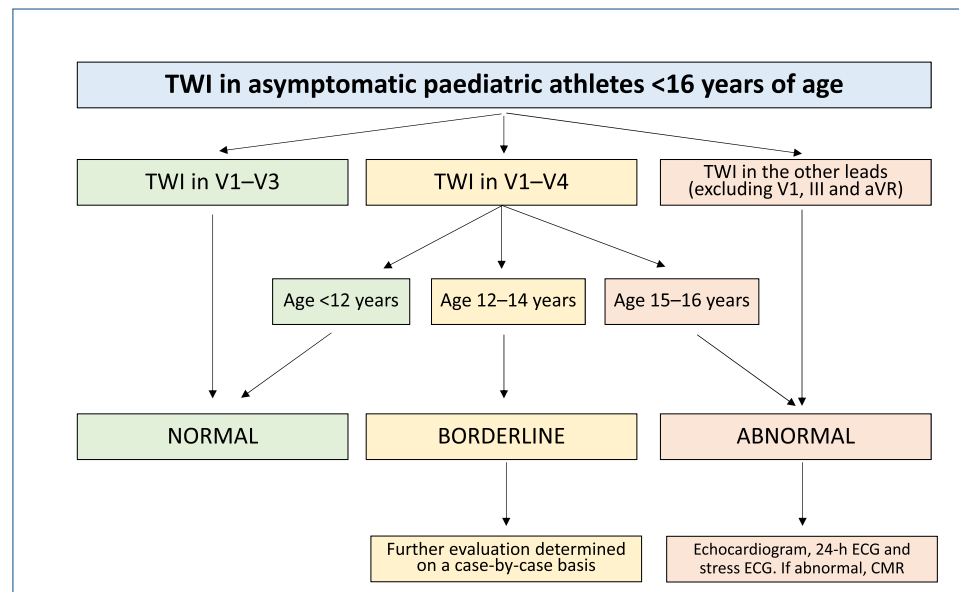 TWI in asymptomatic paediatric athletes <16 years of age
TWI in V1–V3
TWI in V1–V4
TWI in the other leads
(excluding V1, III and aVR)
Age <12 years
Age 12–14 years
Age 15–16 years
NORMAL
BORDERLINE
ABNORMAL
Further evaluation determined
on a case-by-case basis
Echocardiogram, 24-h ECG and
stress ECG. If abnormal, CMR